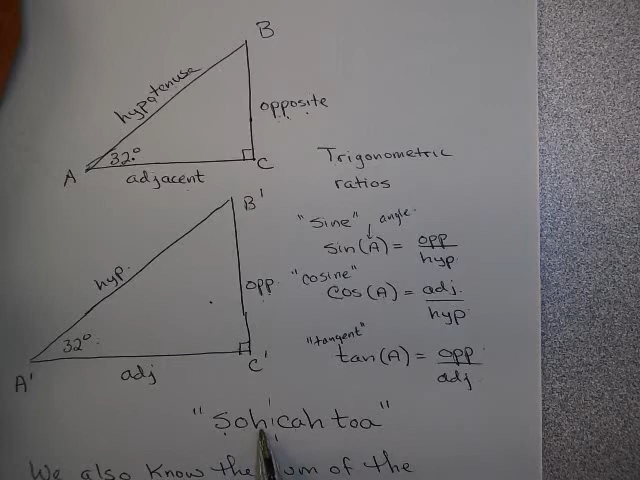 B
hypotenuse
opposite
32°
A
C
adjacent
Trigonometric
ratios
B'
"sine" angle
sin(A) = opp/hyp
hyp.
opp
"cosine"
cos(A) = adj/hyp
32°
"tangent"
tan(A) = opp/adj
A'
C'
adj
"Sohcahtoa"
We also know the sum of the